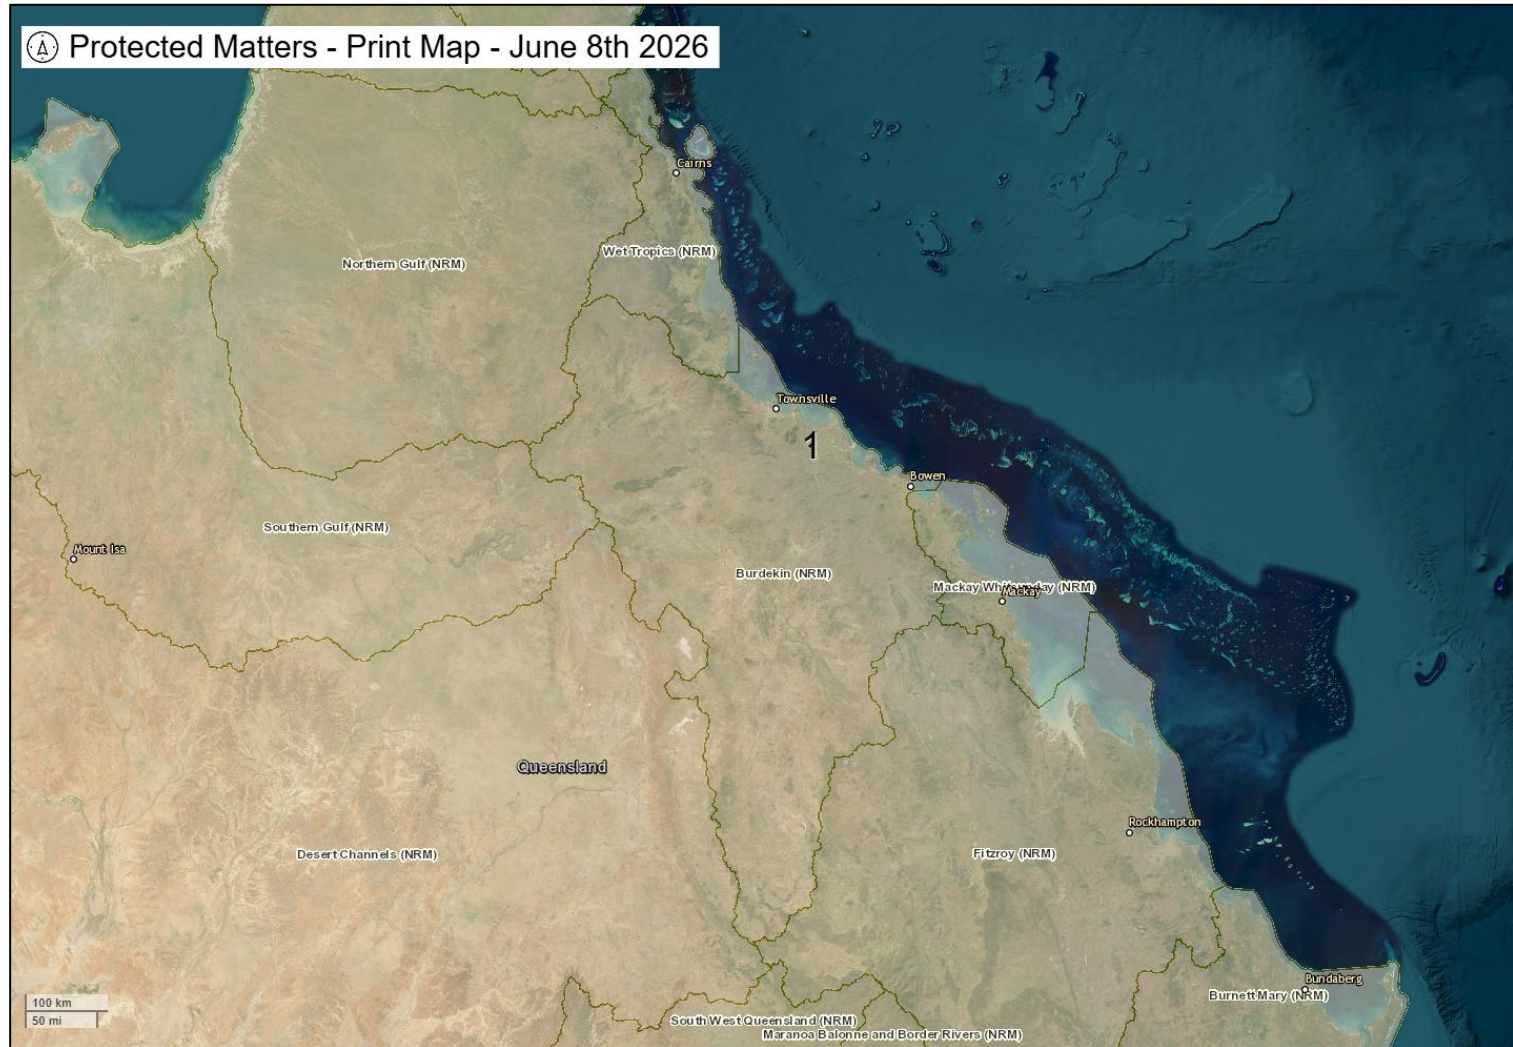 Protected Matters - Print Map - June 8th 2026
Cairns
Wet Tropics (NRM)
Northern Gulf (NRM)
Townsville
1
Bowen
Southern Gulf (NRM)
Mount Isa
Burdekin (NRM)
Mackay Whitsunday (NRM)
Mackay
Queensland
Rockhampton
Desert Channels (NRM)
Fitzroy (NRM)
Bundaberg
Burnett Mary (NRM)
100 km
50 mi
South West Queensland (NRM)
Maranoa Balonne and Border Rivers (NRM)